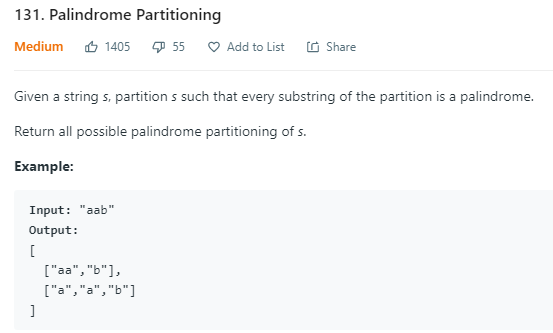 131. Palindrome Partitioning
Medium 1405 55 Add to List Share
Given a string s, partition s such that every substring of the partition is a palindrome.
Return all possible palindrome partitioning of s.
Example:
Input: "aab"
Output:
[
  ["aa","b"],
  ["a","a","b"]
]